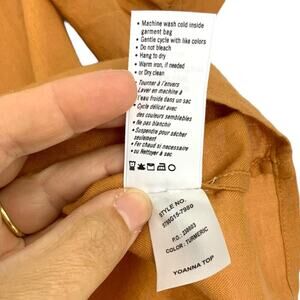 • Machine wash cold inside
garment bag
• Gentle cycle with like colors
• Do not bleach
• Hang to dry
• Warm iron, if needed
• or Dry clean
• Tourner à l'envers
• Laver en machine à
l'eau froide dans un sac
• Cycle délicat avec
des couleurs semblables
• Ne pas blanchir
• Suspendre pour sécher
seulement
• Fer chaud si necessaire
• ou Nettoyer à sac
STYLE NO.
P.O.:
COLOR : TURMERIC
YOANNA TOP